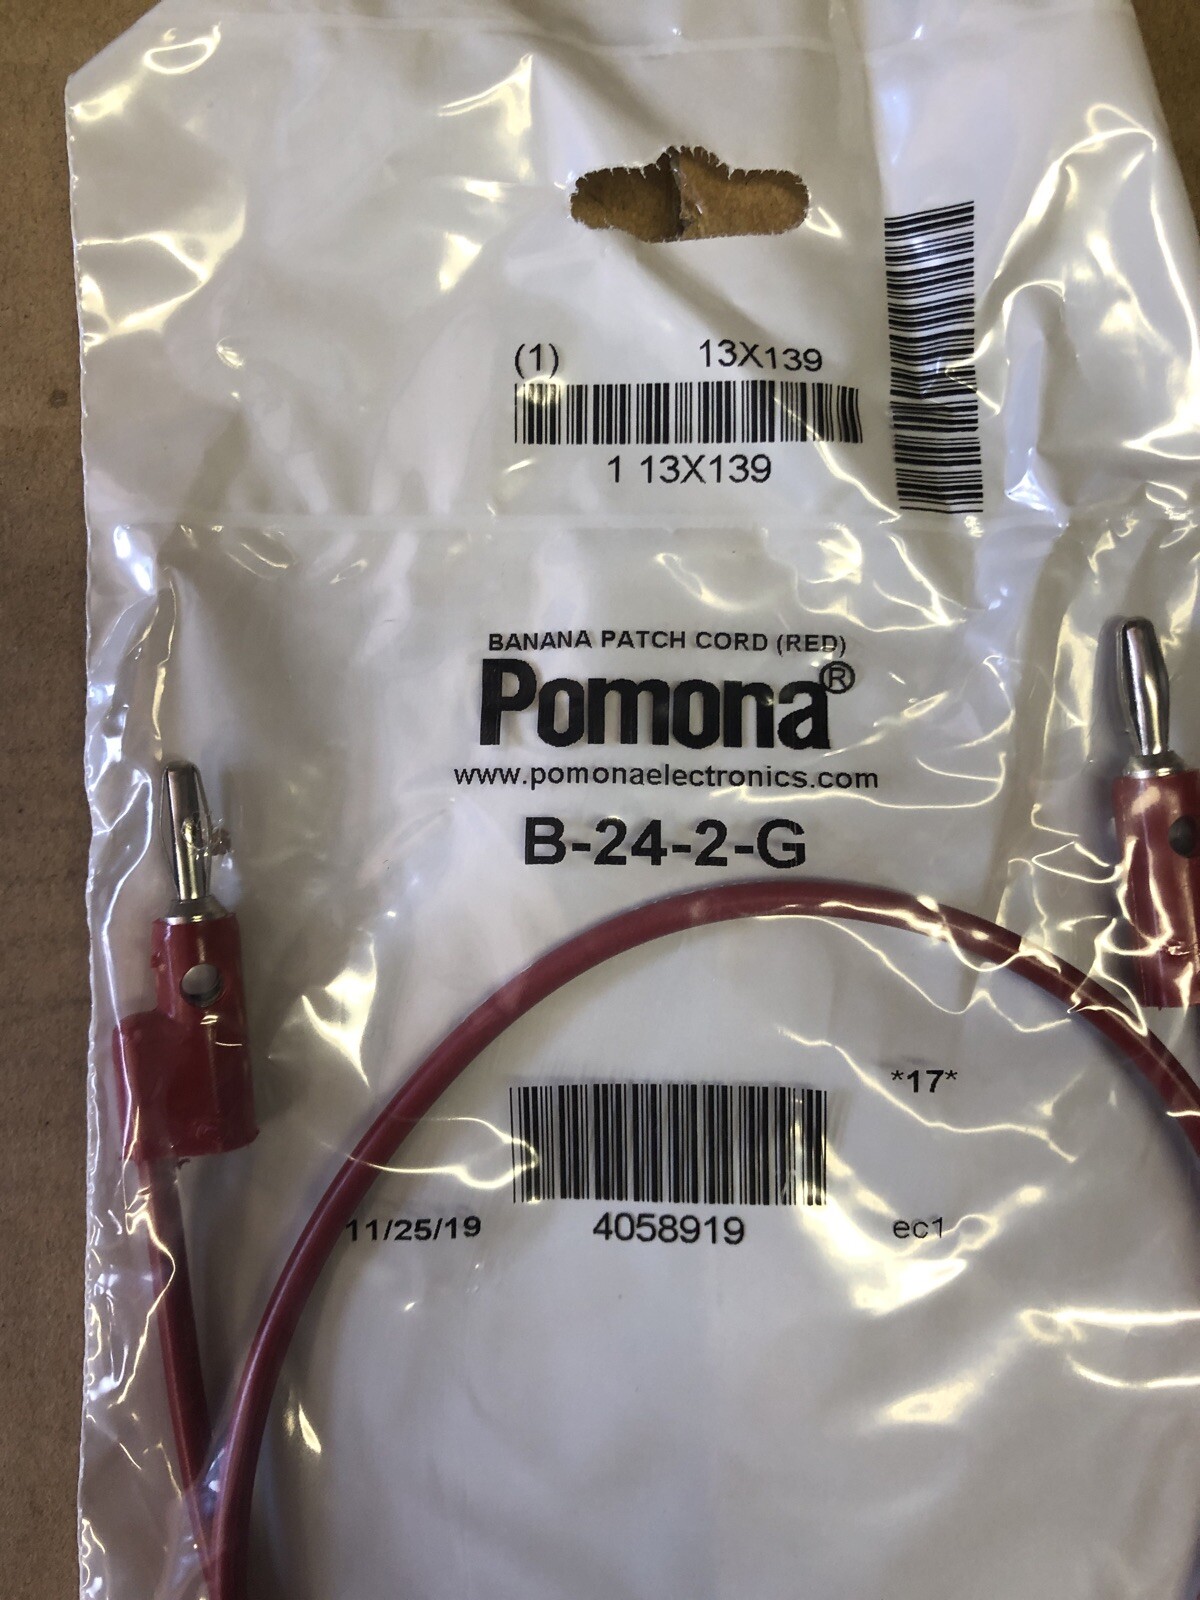 (1) 13X139
1 13X139
BANANA PATCH CORD (RED)
Pomona®
www.pomonaelectronics.com
B-24-2-G
*17*
11/25/19 4058919 ec1